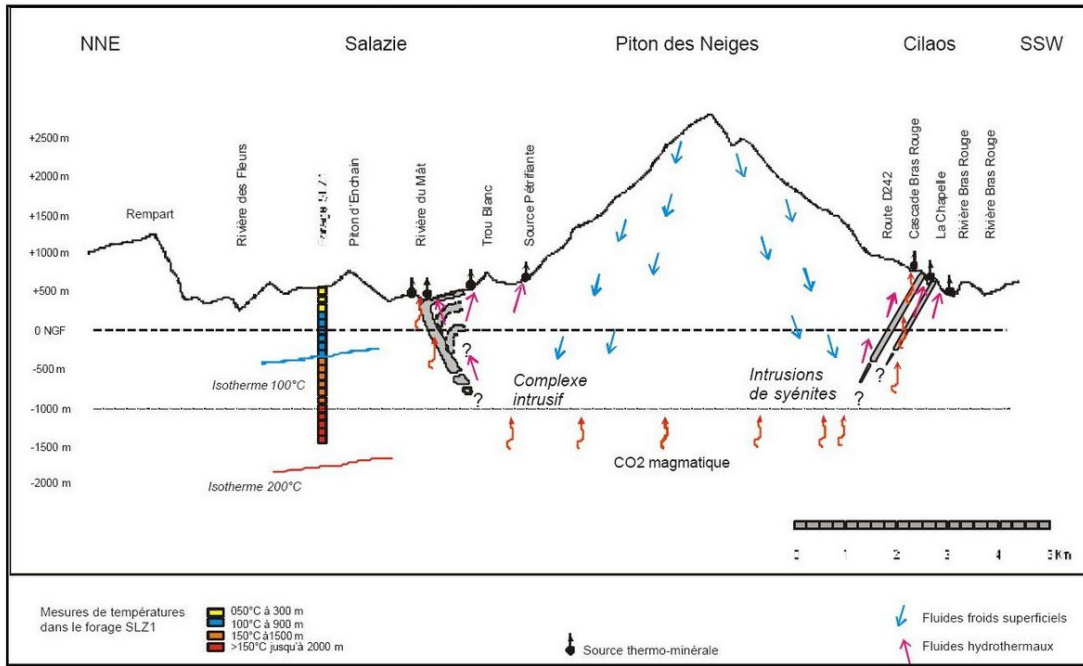 NNE
Salazie
Piton des Neiges
Cilaos
SSW
+2500 m
+2000 m
+1500 m
+1000 m
+500 m
0 NGF
-500 m
-1000 m
-1500 m
-2000 m
Rempart
Rivière des Fleurs
Forage SLZ1
Piton d'Enchain
Rivière du Mât
Trou Blanc
Source Pétrifiante
Route D242
Cascade Bras Rouge
La Chapelle
Rivière Bras Rouge
Rivière Bras Rouge
Isotherme 100°C
Isotherme 200°C
?
?
?
?
Complexe
intrusif
Intrusions
de syénites
CO2 magmatique
0 1 2 3 4 5 Km
Mesures de températures
dans le forage SLZ1
050°C à 300 m
100°C à 900 m
150°C à1500 m
>150°C jusqu'à 2000 m
Source thermo-minérale
Fluides froids superficiels
Fluides hydrothermaux